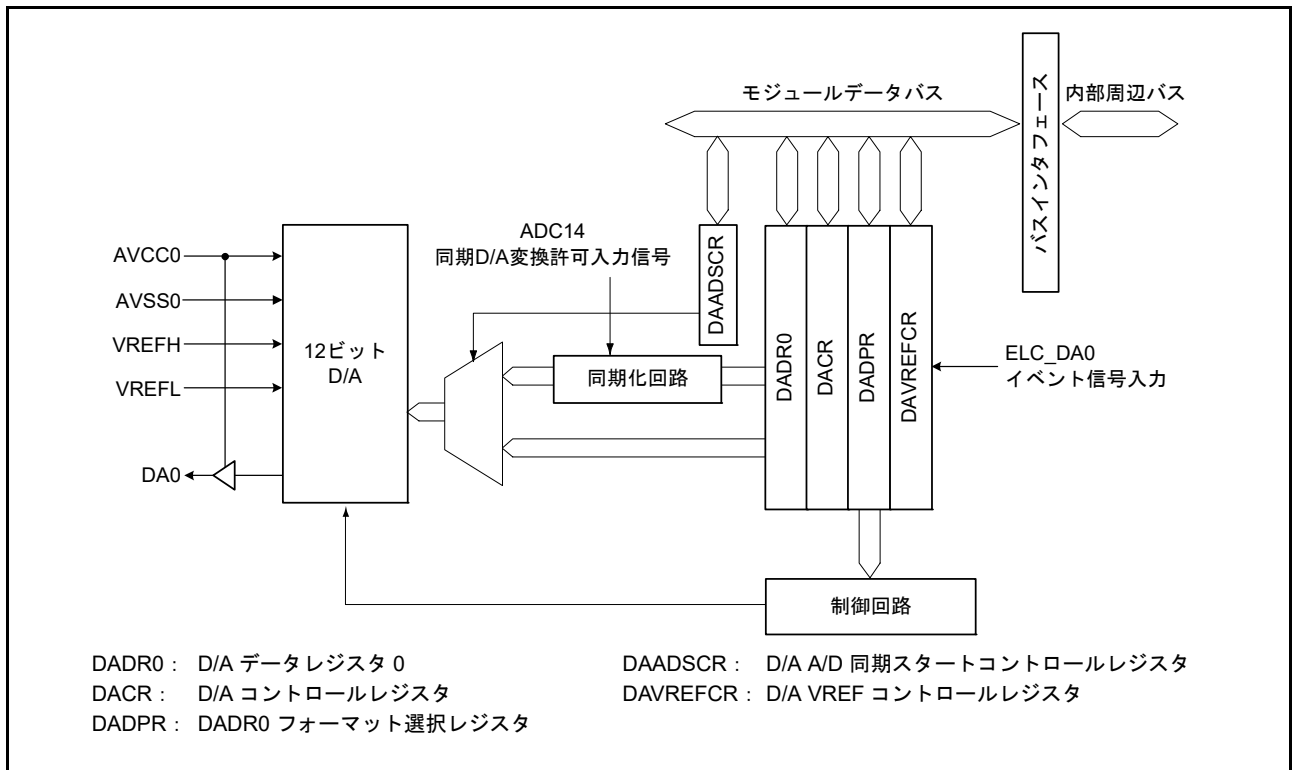 モジュールデータバス
内部周辺バス
バスインタフェース
ADC14
同期D/A変換許可入力信号
DAADSCR
AVCC0
AVSS0
VREFH
VREFL
DA0
12ビット
D/A
同期化回路
DADR0
DACR
DADPR
DAVREFCR
ELC_DA0
イベント信号入力
制御回路
DADR0 : D/A データレジスタ 0
DACR : D/A コントロールレジスタ
DADPR : DADR0 フォーマット選択レジスタ
DAADSCR : D/A A/D 同期スタートコントロールレジスタ
DAVREFCR : D/A VREF コントロールレジスタ